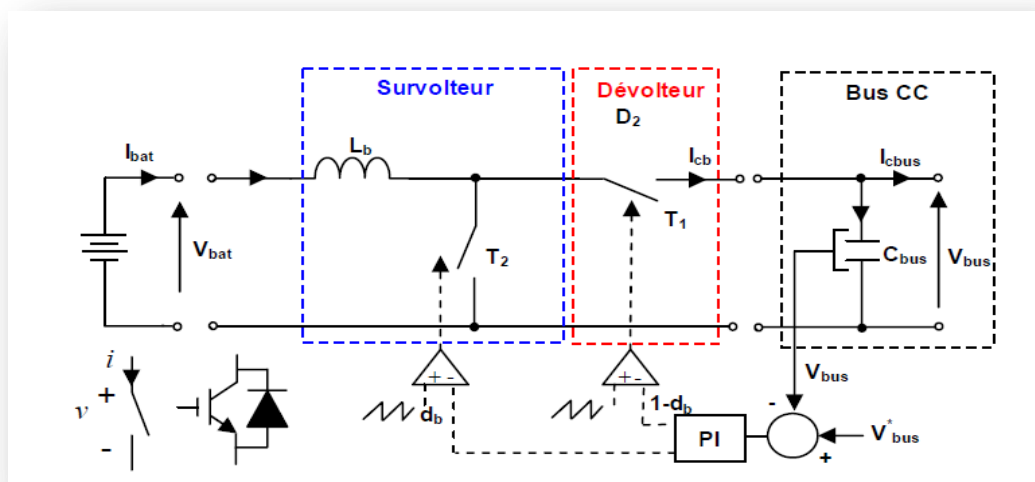 Survolteur
Dévolteur
D2
Bus CC
Ibat
Lb
Icb
Icbus
Vbat
T2
T1
Cbus
Vbus
i
v
+
-
+ -
db
+ -
1-db
PI
Vbus
-
+
V*bus